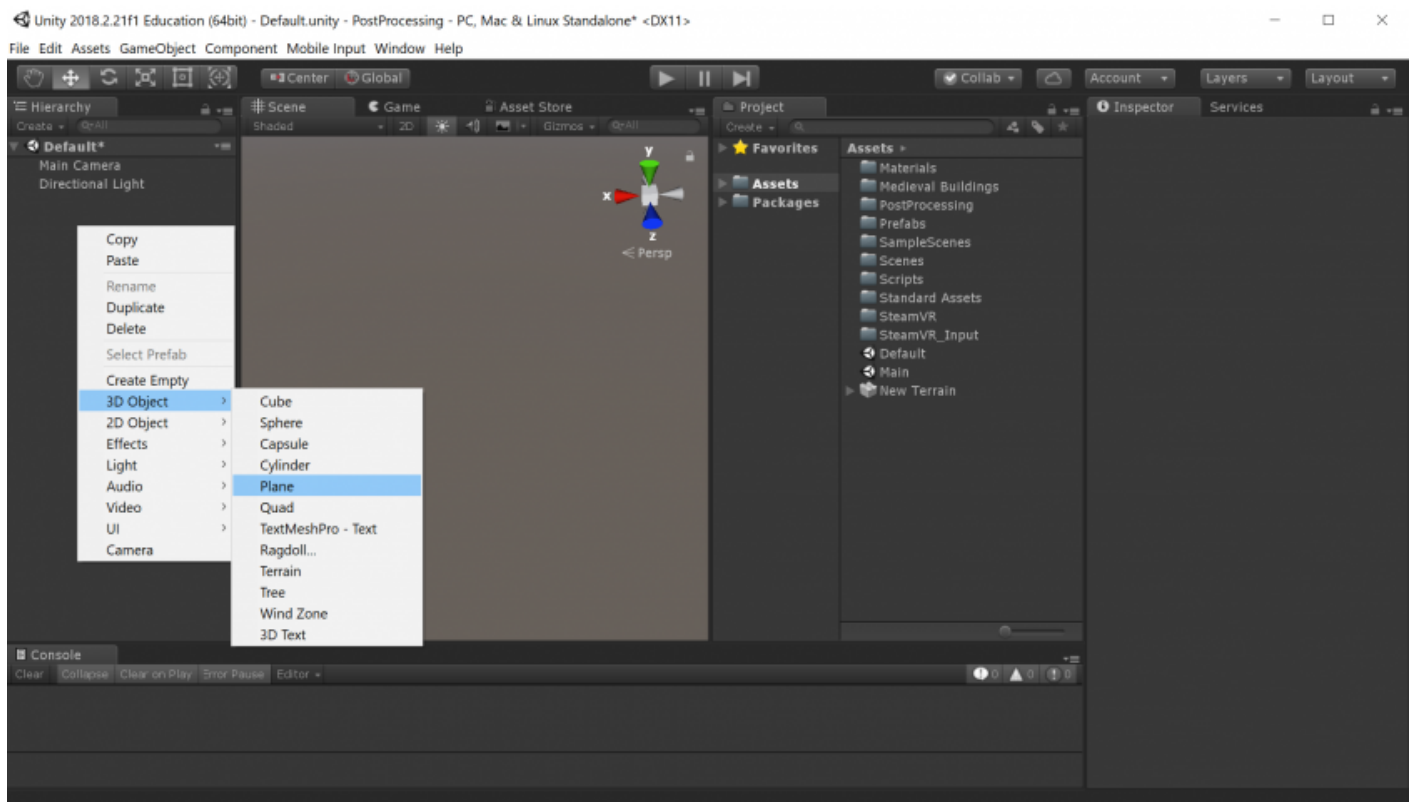 Unity 2018.2.21f1 Education (64bit) - Default.unity - PostProcessing - PC, Mac & Linux Standalone* <DX11>
File Edit Assets GameObject Component Mobile Input Window Help
Center Global Collab Account Layers Layout
Hierarchy
Create All
Default*
Main Camera
Directional Light
Copy
Paste
Rename
Duplicate
Delete
Select Prefab
Create Empty
3D Object
2D Object
Effects
Light
Audio
Video
UI
Camera
Cube
Sphere
Capsule
Cylinder
Plane
Quad
TextMeshPro - Text
Ragdoll...
Terrain
Tree
Wind Zone
3D Text
Scene Game Asset Store
Shaded 2D Gizmos All
y
x
z
Persp
Project
Create
Favorites
Assets
Packages
Assets
Materials
Medieval Buildings
PostProcessing
Prefabs
SampleScenes
Scenes
Scripts
Standard Assets
SteamVR
SteamVR_Input
Default
Main
New Terrain
Inspector Services
Console
Clear Collapse Clear on Play Error Pause Editor 0 0 0